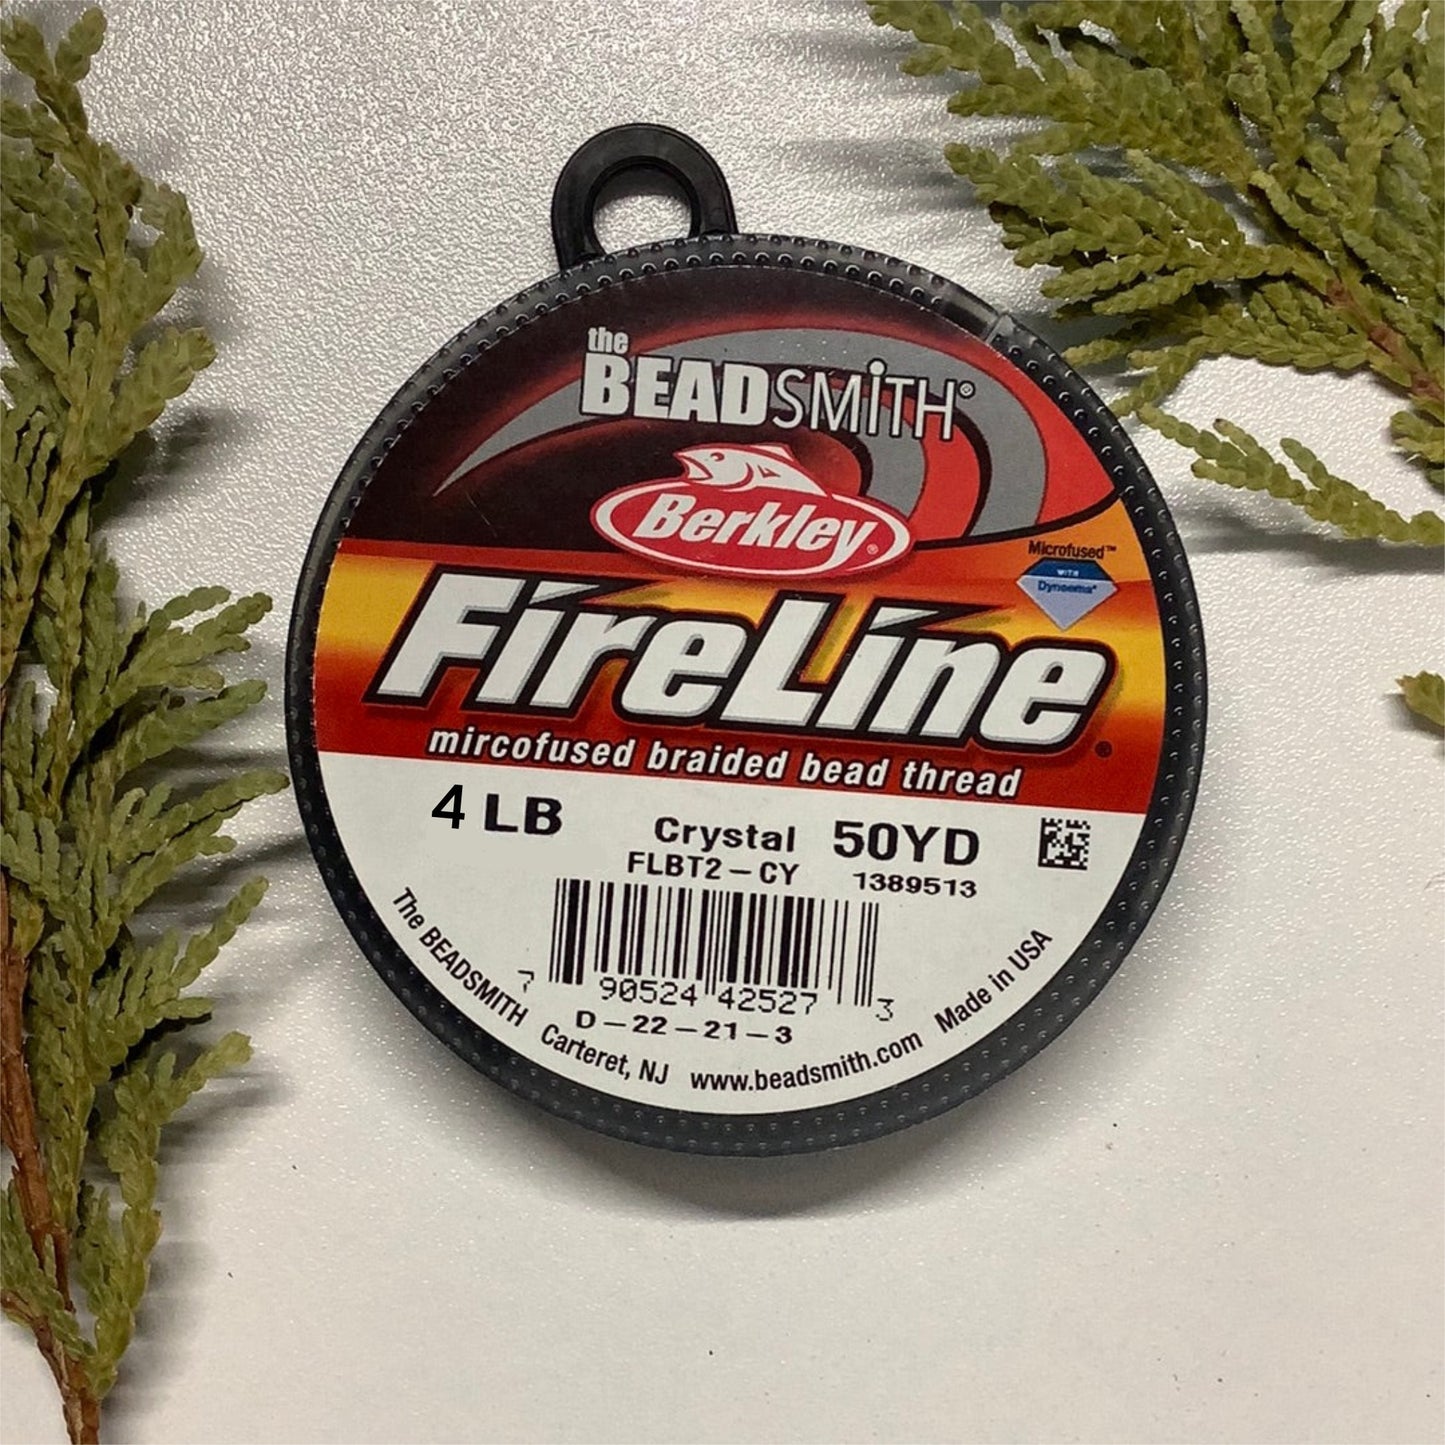 the
BEADSMiTH®
Berkley®
Microfused™
WITH
Dyneema®
FireLine®
mircofused braided bead thread
4 LB
Crystal 50YD
FLBT2-CY 1389513
7 90524 42527 3
D-22-21-3
The BEADSMITH Carteret, NJ www.beadsmith.com Made in USA